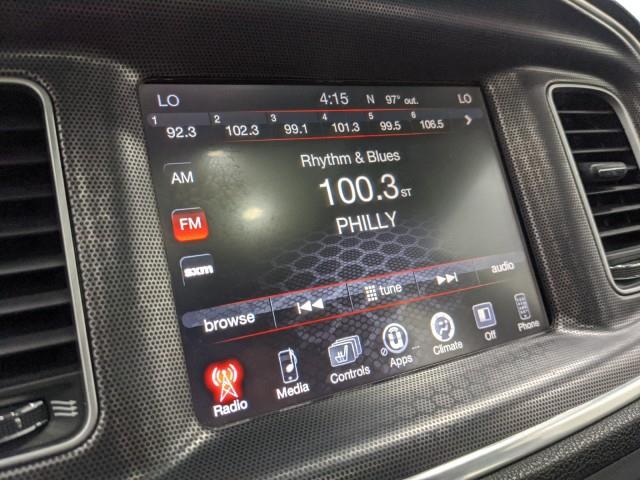 LO 4:15 N 97° out. LO
1 92.3 2 102.3 3 99.1 4 101.3 5 99.5 6 106.5
Rhythm & Blues
AM
100.3 ST
FM
PHILLY
sxm
browse tune audio
Radio Media Controls Apps ... Climate Off Phone